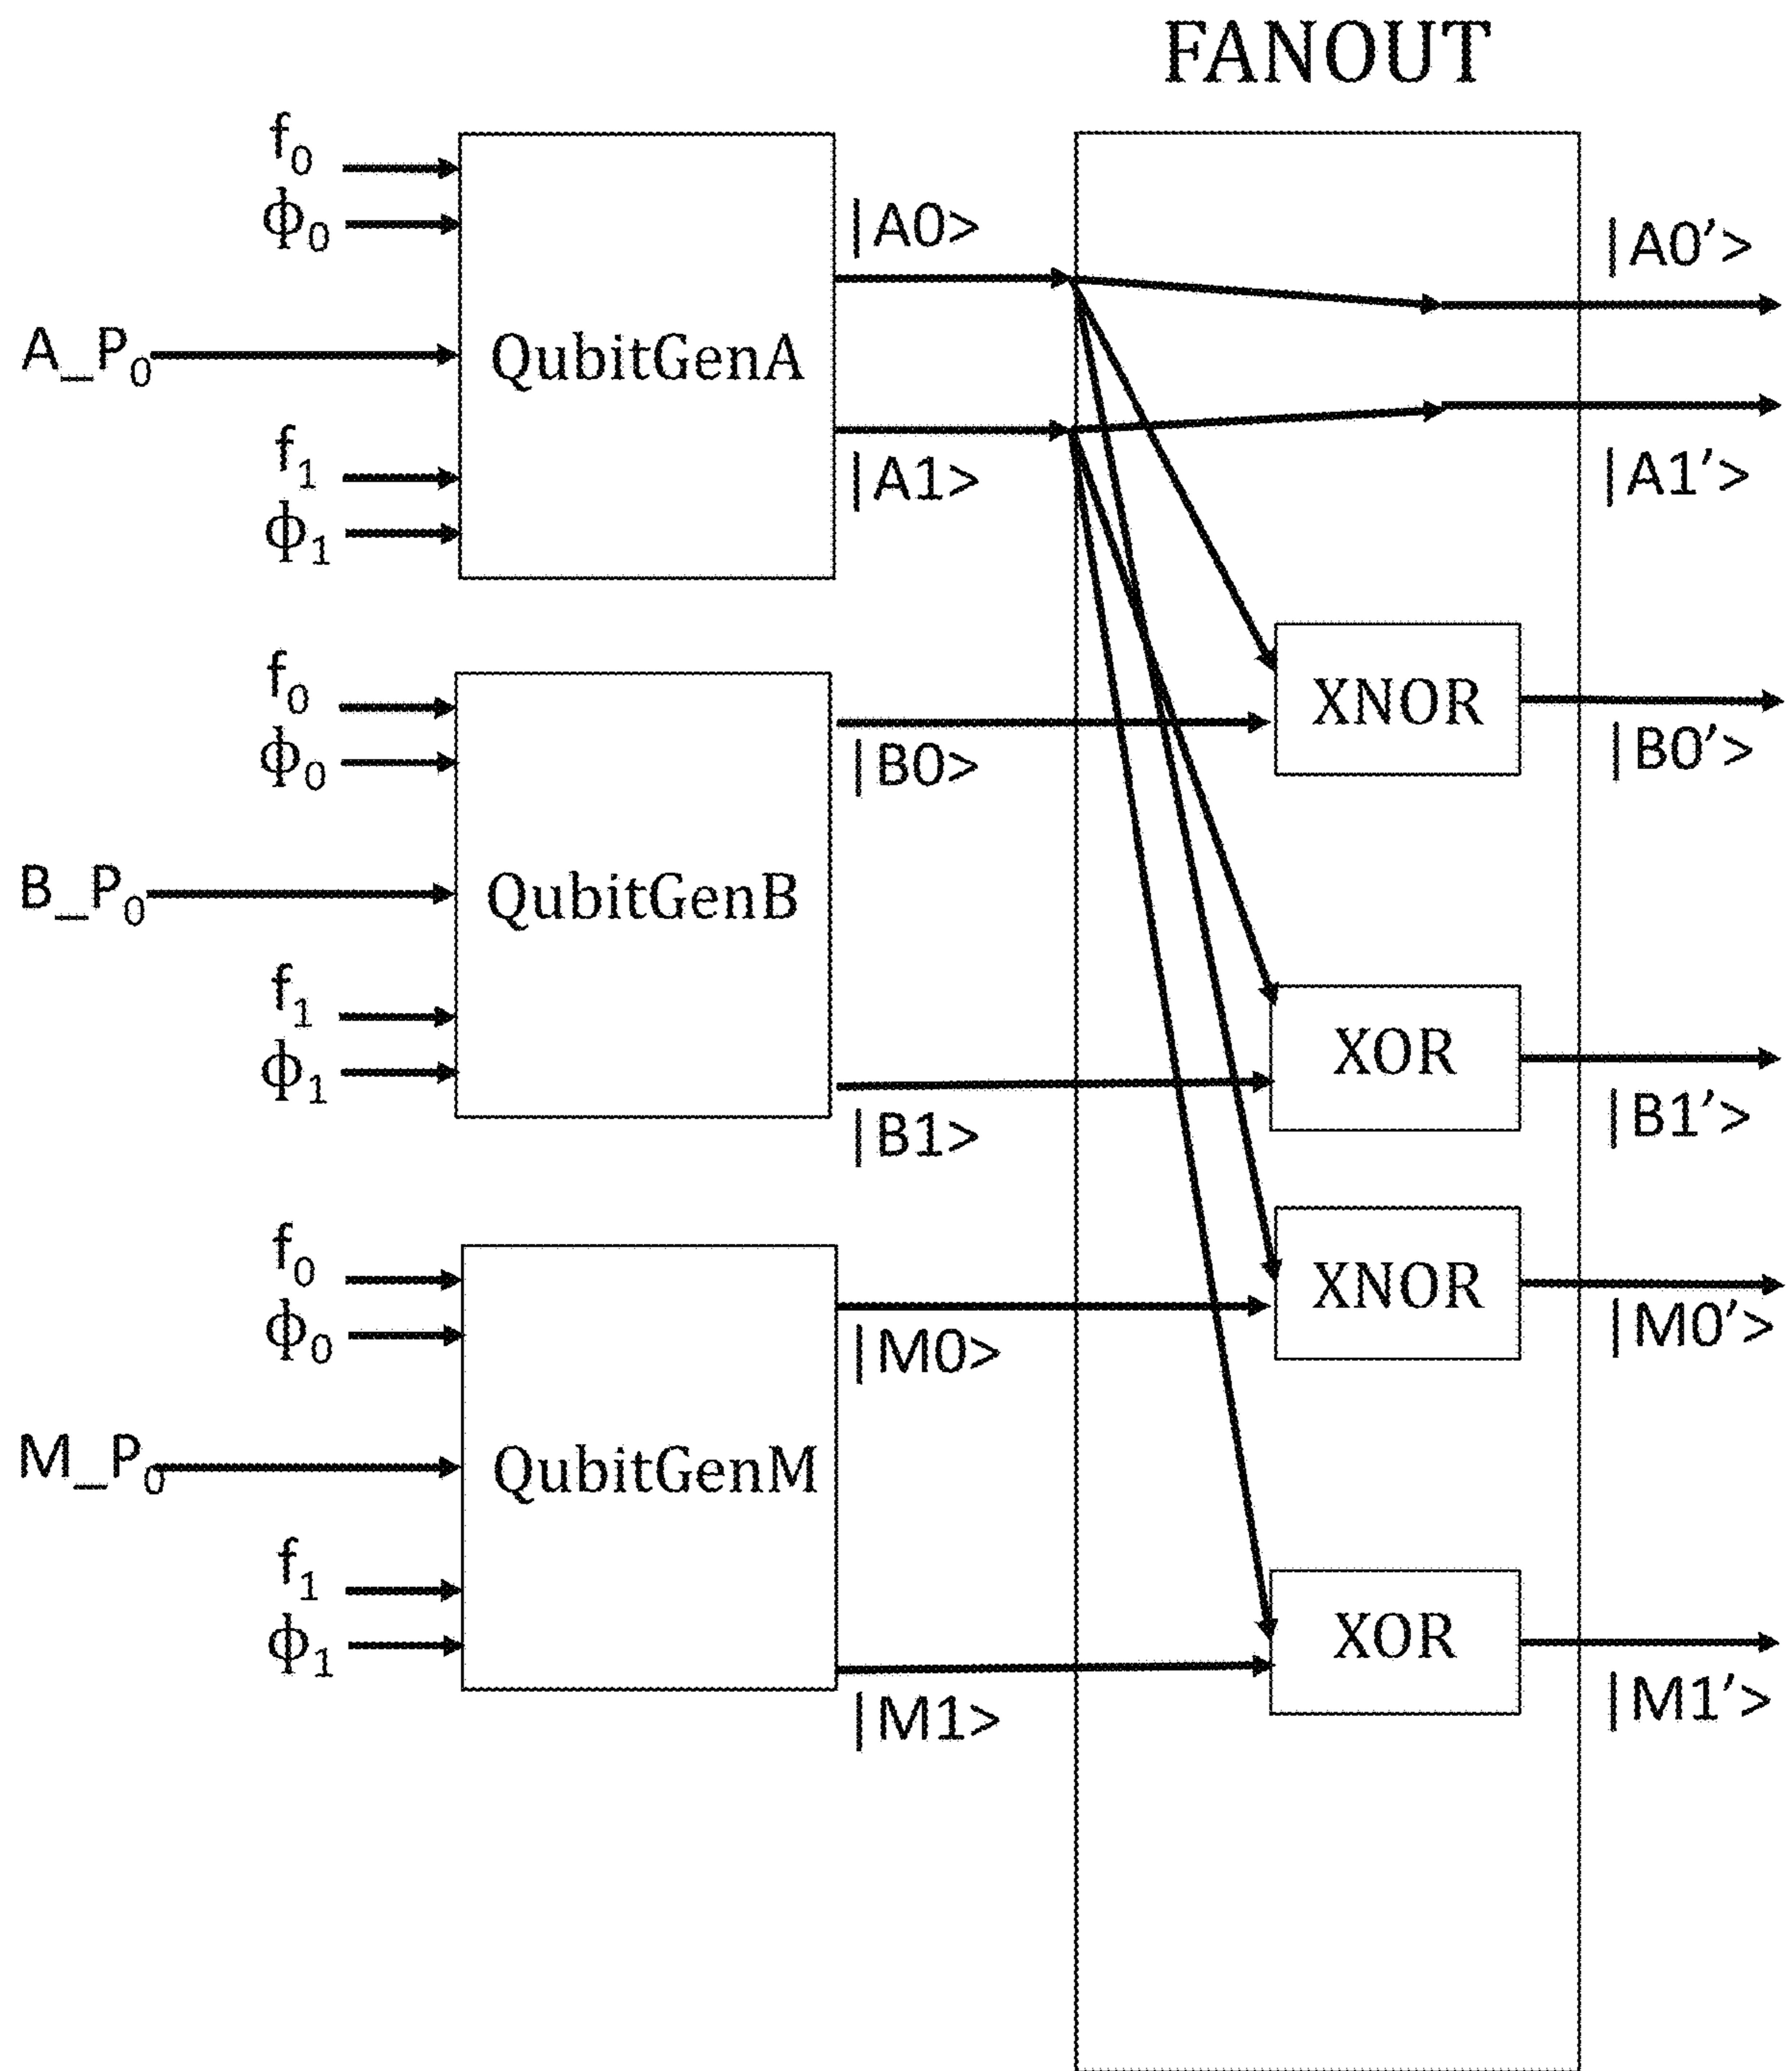 FANOUT
f₀
ϕ₀
A_P₀
f₁
ϕ₁
QubitGenA
|A0>
|A1>
|A0’>
|A1’>
f₀
ϕ₀
B_P₀
f₁
ϕ₁
QubitGenB
|B0>
|B1>
XNOR
XOR
|B0’>
|B1’>
f₀
ϕ₀
M_P₀
f₁
ϕ₁
QubitGenM
|M0>
|M1>
XNOR
XOR
|M0’>
|M1’>